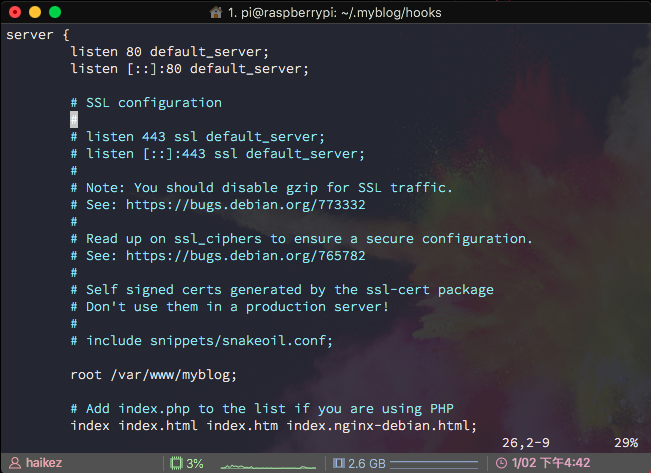 1. pi@raspberrypi: ~/.myblog/hooks
server {
        listen 80 default_server;
        listen [::]:80 default_server;
        # SSL configuration
        #
        # listen 443 ssl default_server;
        # listen [::]:443 ssl default_server;
        #
        # Note: You should disable gzip for SSL traffic.
        # See: https://bugs.debian.org/773332
        #
        # Read up on ssl_ciphers to ensure a secure configuration.
        # See: https://bugs.debian.org/765782
        #
        # Self signed certs generated by the ssl-cert package
        # Don't use them in a production server!
        #
        # include snippets/snakeoil.conf;
        root /var/www/myblog;
        # Add index.php to the list if you are using PHP
        index index.html index.htm index.nginx-debian.html;
26,2-9 29%
haikez 3% 2.6 GB 1/02 下午4:42